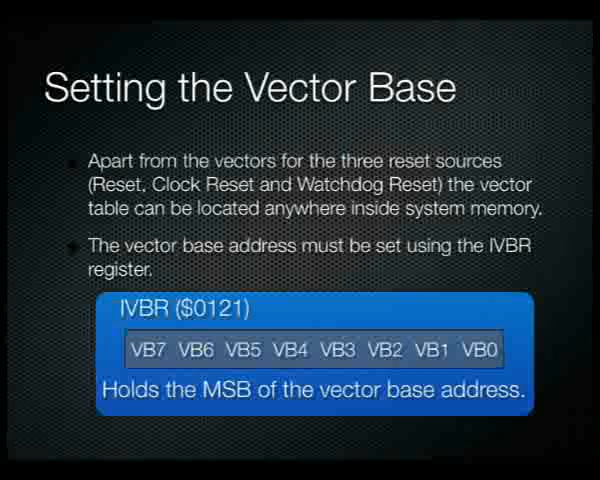 Setting the Vector Base
Apart from the vectors for the three reset sources
(Reset, Clock Reset and Watchdog Reset) the vector
table can be located anywhere inside system memory.
The vector base address must be set using the IVBR
register.
IVBR ($0121)
VB7 VB6 VB5 VB4 VB3 VB2 VB1 VB0
Holds the MSB of the vector base address.